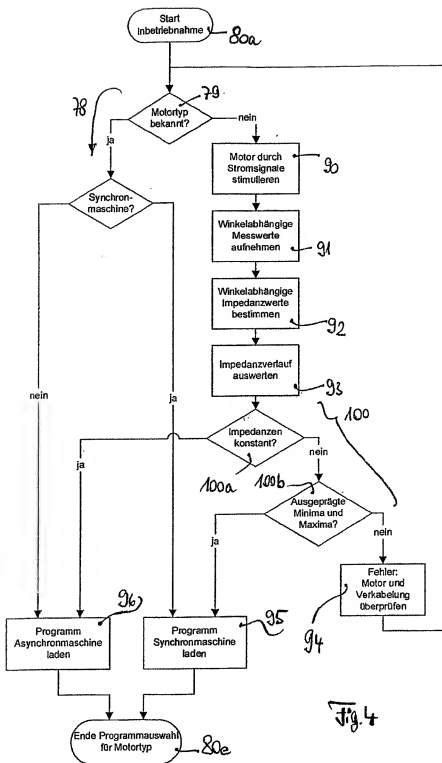 Start
Inbetriebnahme
80a
78
79
Motortyp
bekannt?
ja
nein
Synchron-
maschine?
Motor durch
Stromsignale
stimulieren
90
Winkelabhängige
Messwerte
aufnehmen
91
Winkelabhängige
Impedanzwerte
bestimmen
92
Impedanzverlauf
auswerten
93
nein
ja
Impedanzen
konstant?
100
ja
nein
100a
100b
Ausgeprägte
Minima und
Maxima?
ja
nein
Fehler:
Motor und
Verkabelung
überprüfen
94
96
Programm
Asynchronmaschine
laden
95
Programm
Synchronmaschine
laden
Ende Programmauswahl
für Motortyp
80e
Fig. 4